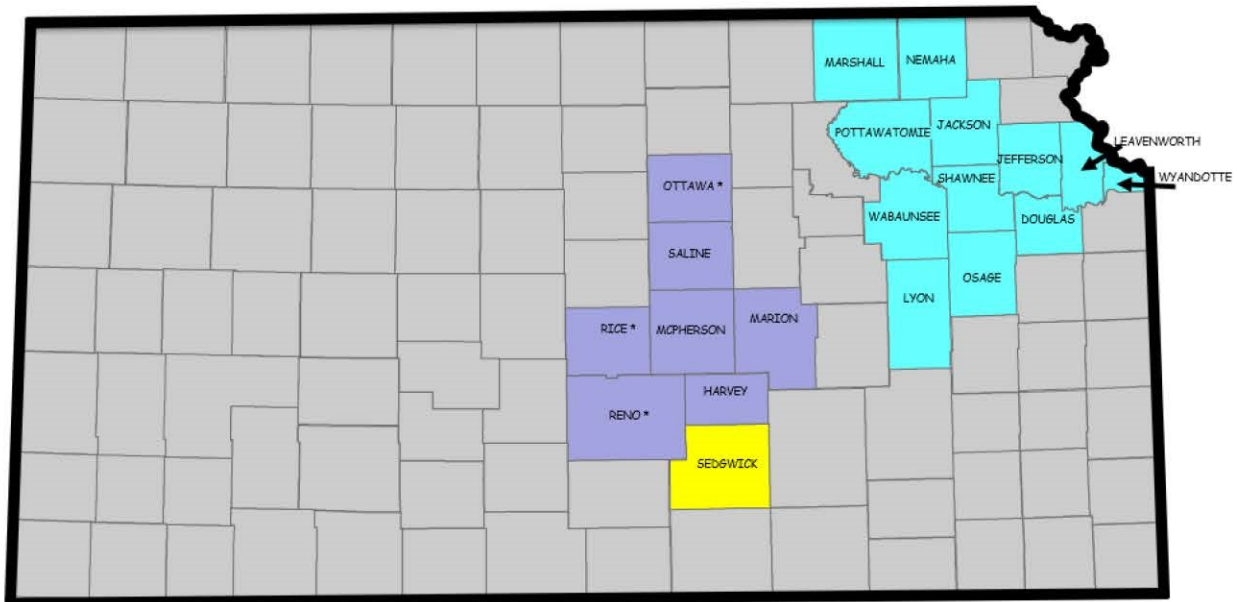 MARSHALL
NEMAHA
POTTAWATOMIE
JACKSON
LEAVENWORTH
JEFFERSON
SHAWNEE
WYANDOTTE
OTTAWA *
WABAUNSEE
DOUGLAS
SALINE
OSAGE
LYON
RICE *
MCPHERSON
MARION
HARVEY
RENO *
SEDGWICK